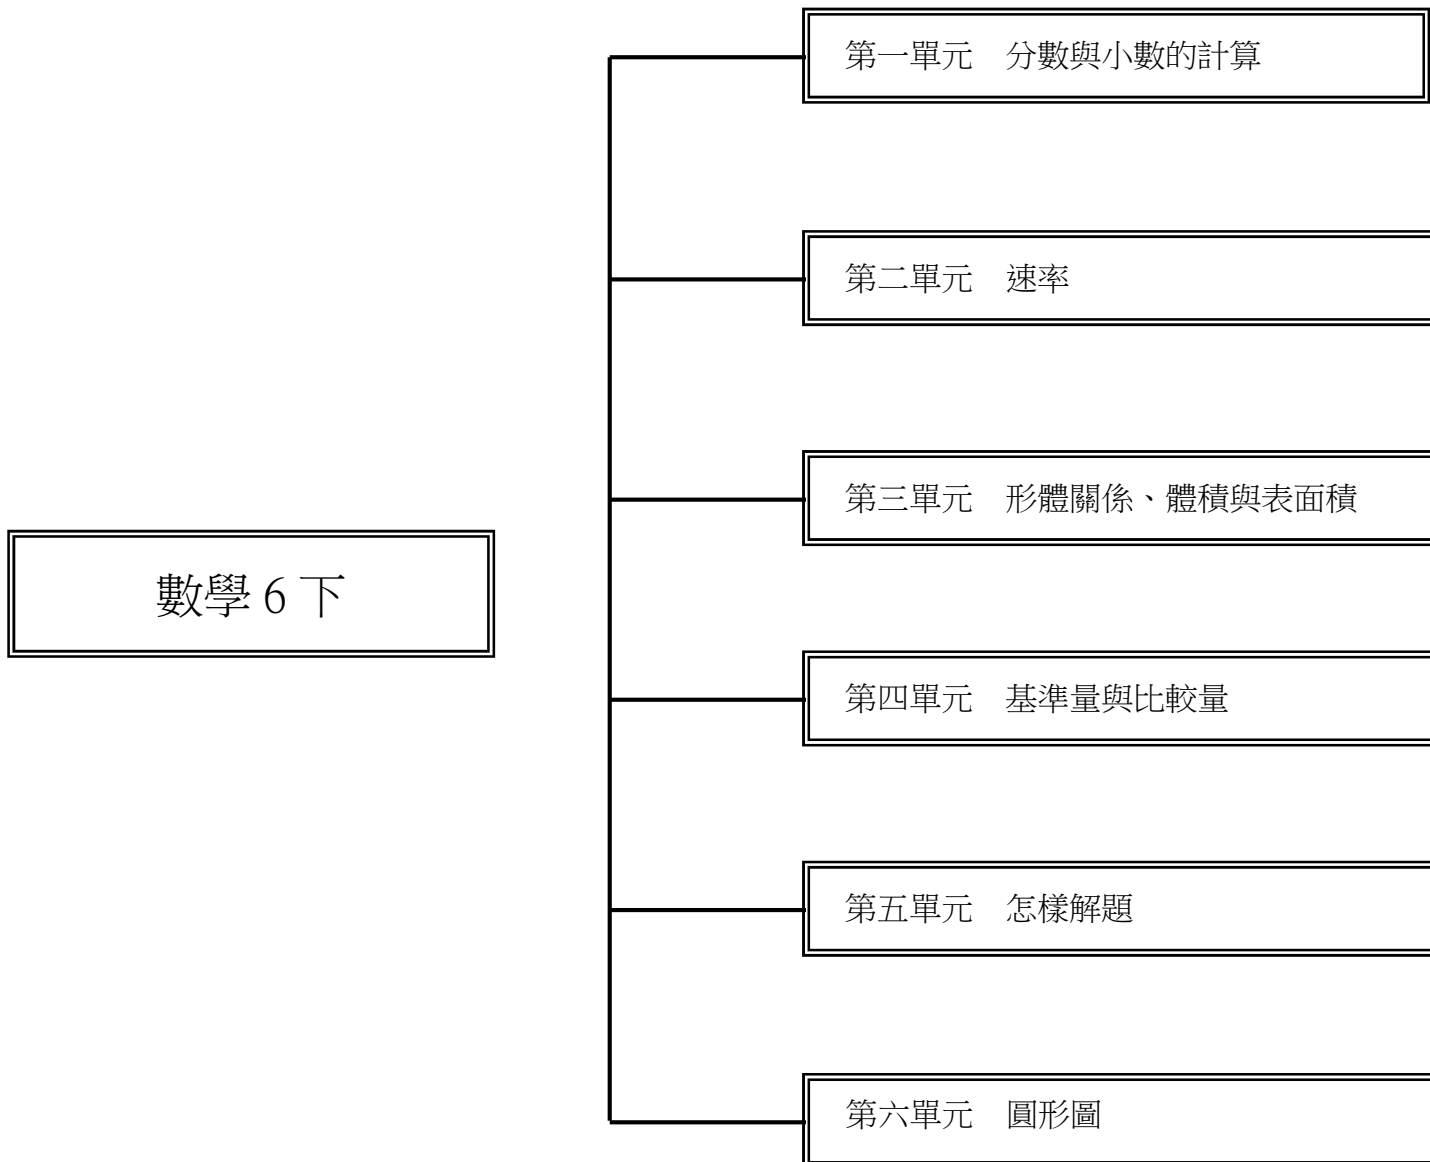 第一單元　分數與小數的計算
第二單元　速率
第三單元　形體關係、體積與表面積
數學 6 下
第四單元　基準量與比較量
第五單元　怎樣解題
第六單元　圓形圖